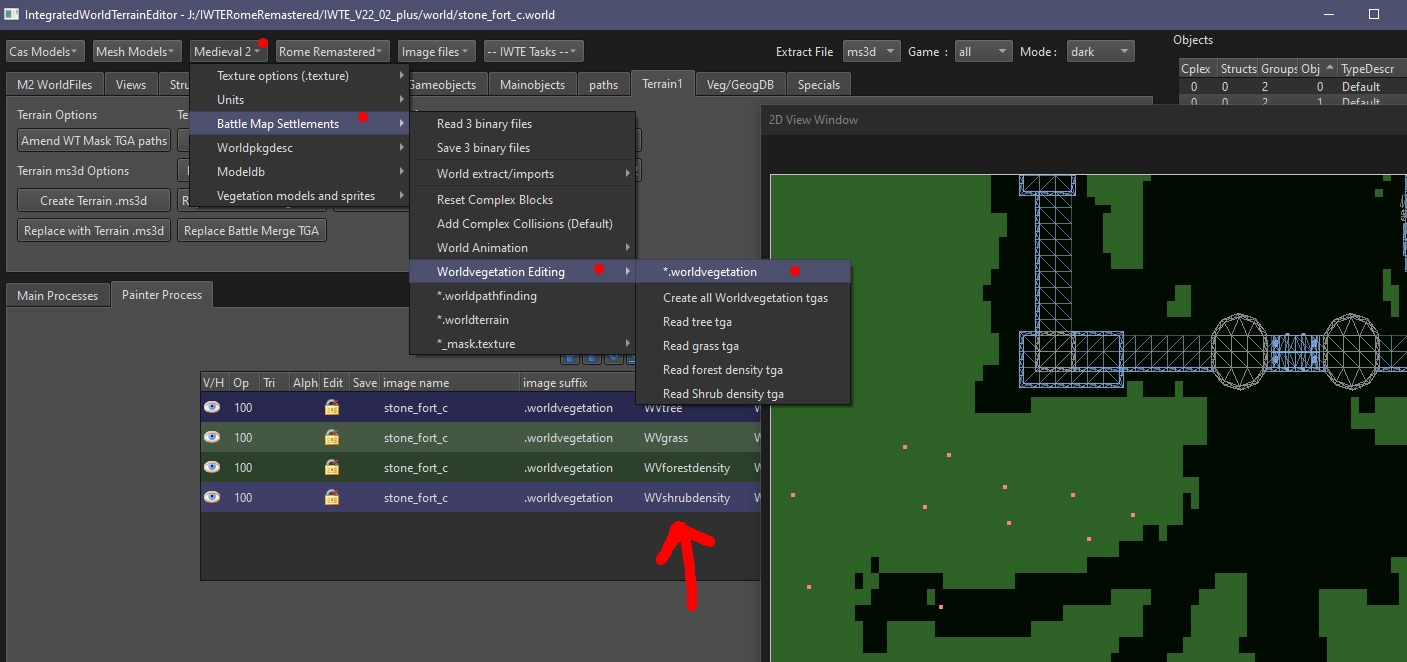 IntegratedWorldTerrainEditor - J:/IWTERomeRemastered/IWTE_V22_02_plus/world/stone_fort_c.world
Cas Models Mesh Models Medieval 2 Rome Remastered Image files -- IWTE Tasks -- Extract File ms3d Game : all Mode : dark
Objects
Cplex Structs Groups Obj TypeDescr
0 0 2 0 Default
0 0 2 1 Default
M2 WorldFiles Views Stru Gameobjects Mainobjects paths Terrain1 Veg/GeogDB Specials
Texture options (.texture)
Units
Battle Map Settlements
Worldpkgdesc
Modeldb
Vegetation models and sprites
Terrain Options Te
Amend WT Mask TGA paths
Terrain ms3d Options
Create Terrain .ms3d
Replace with Terrain .ms3d Replace Battle Merge TGA
Read 3 binary files
Save 3 binary files
World extract/imports
Reset Complex Blocks
Add Complex Collisions (Default)
World Animation
Worldvegetation Editing
*.worldpathfinding
*.worldterrain
*_mask.texture
*.worldvegetation
Create all Worldvegetation tgas
Read tree tga
Read grass tga
Read forest density tga
Read Shrub density tga
2D View Window
Main Processes Painter Process
V/H Op Tri Alph Edit Save image name image suffix
100 stone_fort_c .worldvegetation WVtree
100 stone_fort_c .worldvegetation WVgrass
100 stone_fort_c .worldvegetation WVforestdensity
100 stone_fort_c .worldvegetation WVshrubdensity